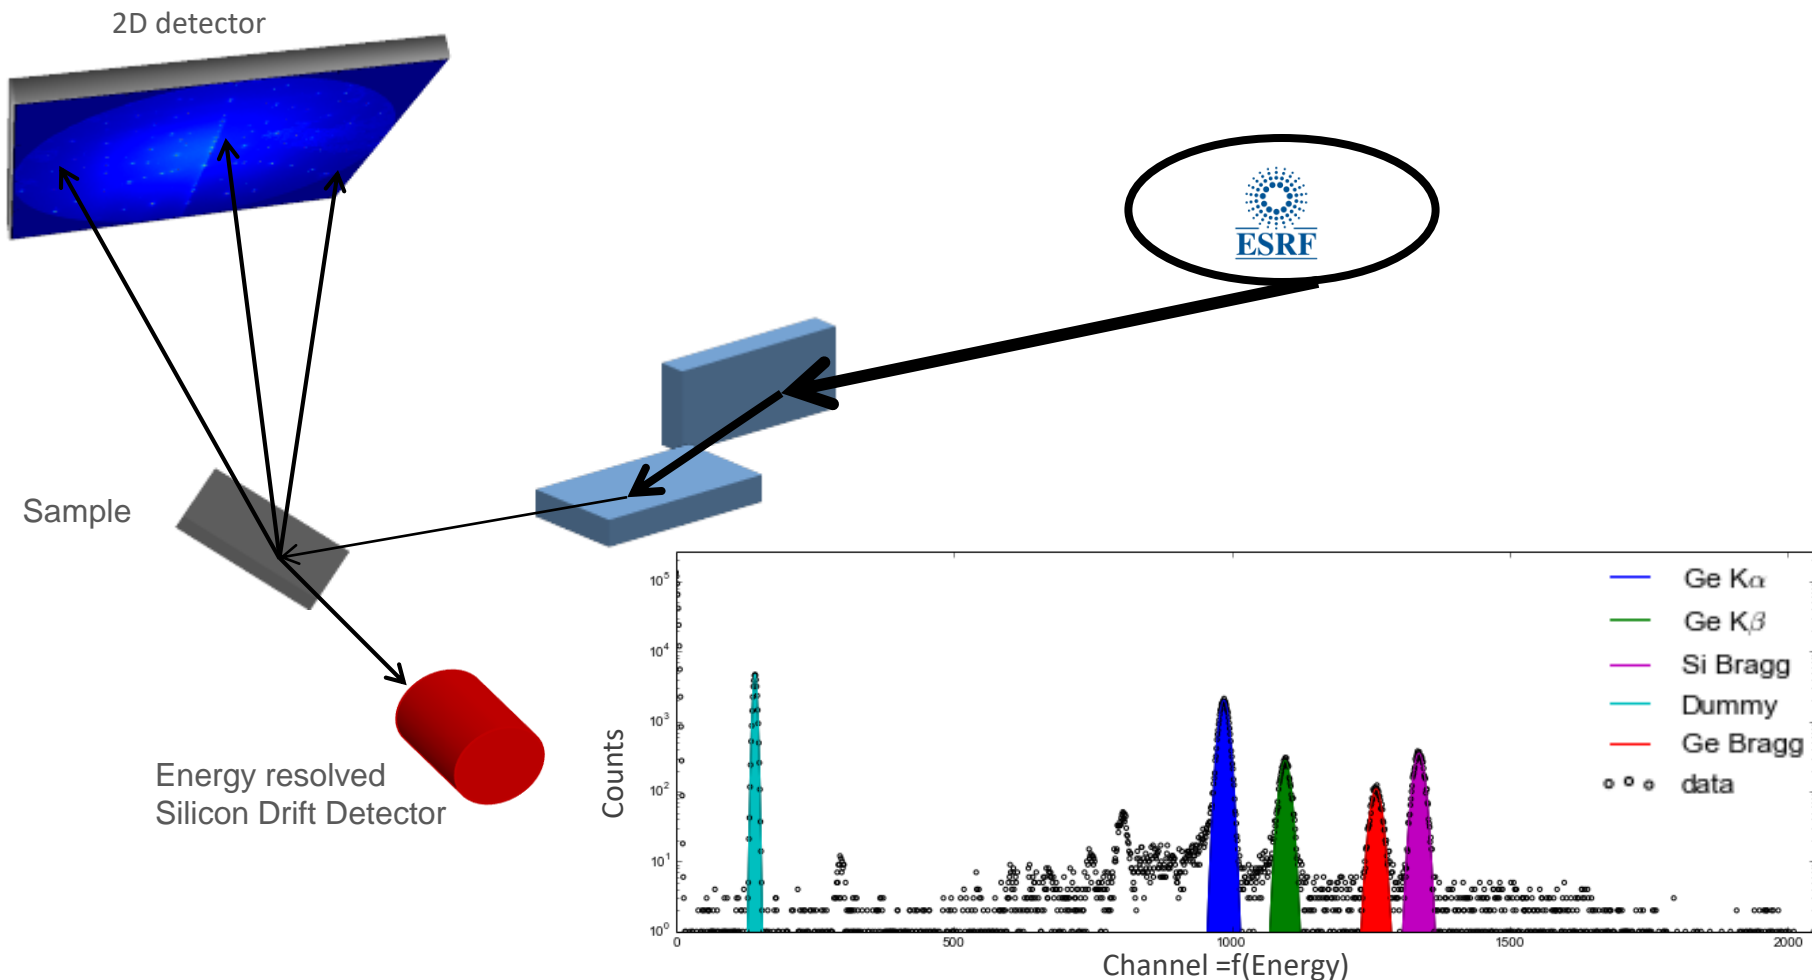 2D detector
ESRF
Sample
Energy resolved
Silicon Drift Detector
Counts
10⁵
10⁴
10³
10²
10¹
10⁰
0
500
1000
1500
2000
Channel =f(Energy)
Ge Kα
Ge Kβ
Si Bragg
Dummy
Ge Bragg
data